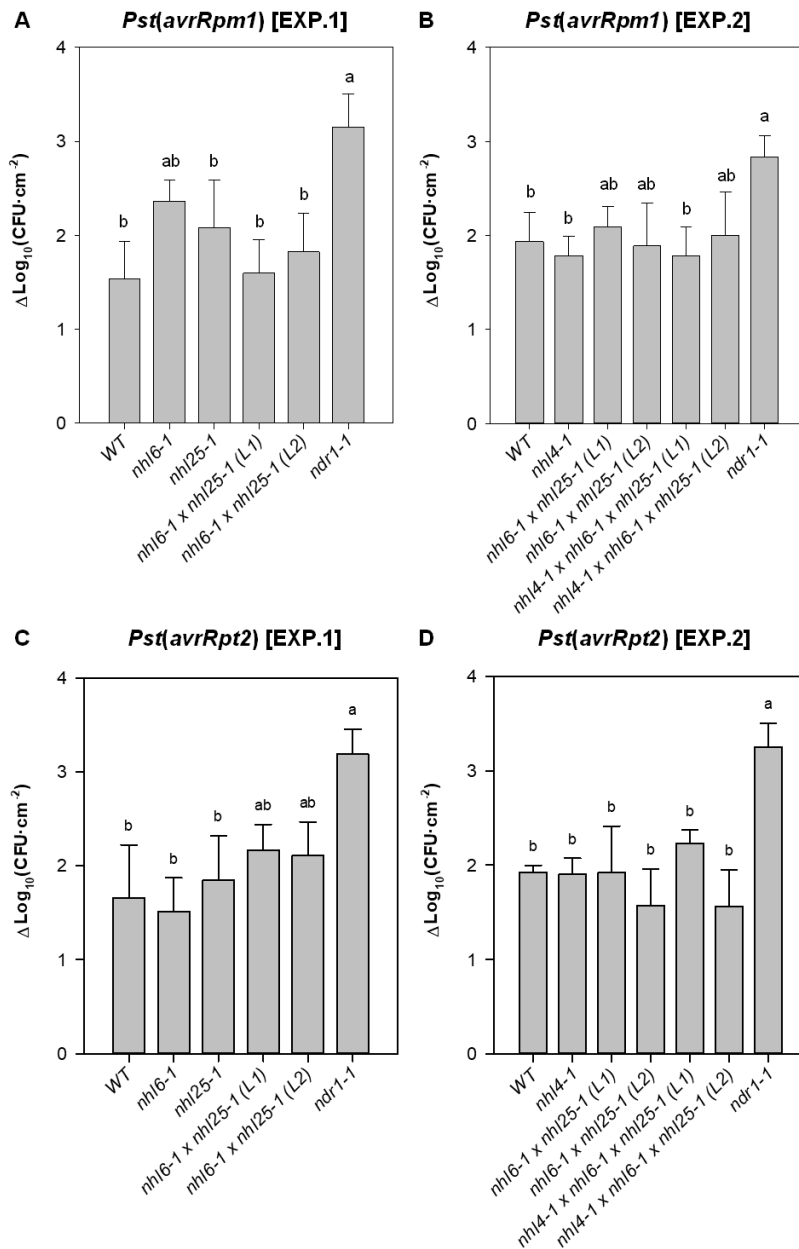 A
Pst(avrRpm1) [EXP.1]
Δ Log10(CFU·cm-2)
4
3
2
1
0
b
ab
b
b
b
a
WT
nhl6-1
nhl25-1
nhl6-1 x nhl25-1 (L1)
nhl6-1 x nhl25-1 (L2)
ndr1-1
B
Pst(avrRpm1) [EXP.2]
Δ Log10(CFU·cm-2)
4
3
2
1
0
b
b
ab
ab
b
ab
a
WT
nhl4-1
nhl6-1 x nhl25-1 (L1)
nhl6-1 x nhl25-1 (L2)
nhl4-1 x nhl6-1 x nhl25-1 (L1)
nhl4-1 x nhl6-1 x nhl25-1 (L2)
ndr1-1
C
Pst(avrRpt2) [EXP.1]
Δ Log10(CFU·cm-2)
4
3
2
1
0
b
b
b
ab
ab
a
WT
nhl6-1
nhl25-1
nhl6-1 x nhl25-1 (L1)
nhl6-1 x nhl25-1 (L2)
ndr1-1
D
Pst(avrRpt2) [EXP.2]
Δ Log10(CFU·cm-2)
4
3
2
1
0
b
b
b
b
b
b
a
WT
nhl4-1
nhl6-1 x nhl25-1 (L1)
nhl6-1 x nhl25-1 (L2)
nhl4-1 x nhl6-1 x nhl25-1 (L1)
nhl4-1 x nhl6-1 x nhl25-1 (L2)
ndr1-1